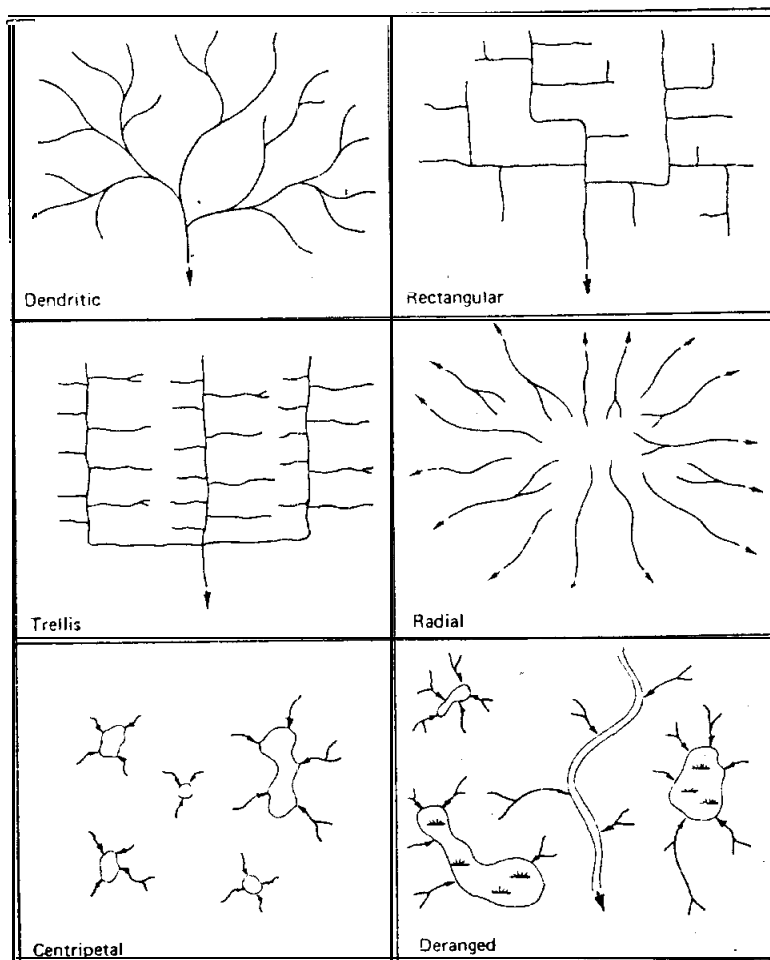 Dendritic
Rectangular
Trellis
Radial
Centripetal
Deranged